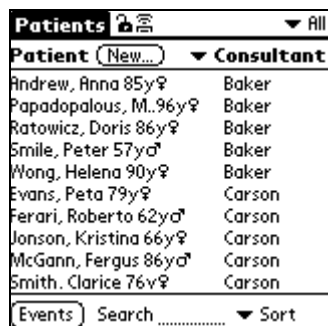 Patients All
Patient New... Consultant
Andrew, Anna 85y♀ Baker
Papadopalous, M..96y♀ Baker
Ratowicz, Doris 86y♀ Baker
Smile, Peter 57y♂ Baker
Wong, Helena 90y♀ Baker
Evans, Peta 79y♀ Carson
Ferari, Roberto 62y♂ Carson
Jonson, Kristina 66y♀ Carson
McGann, Fergus 86y♂ Carson
Smith, Clarice 76y♀ Carson
Events Search Sort